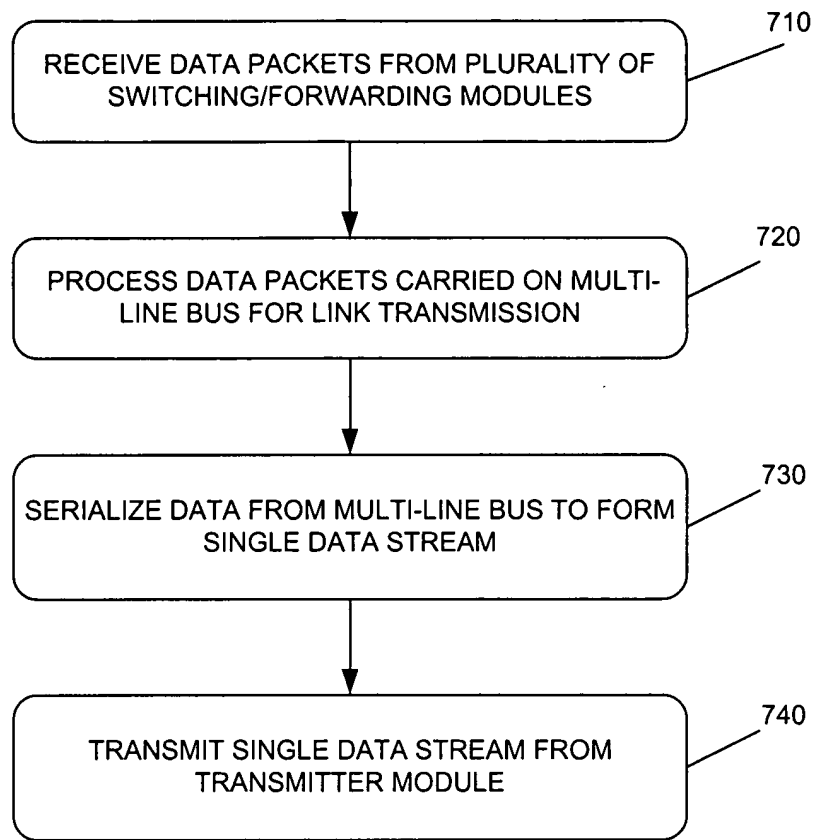 710
RECEIVE DATA PACKETS FROM PLURALITY OF
SWITCHING/FORWARDING MODULES
720
PROCESS DATA PACKETS CARRIED ON MULTI-
LINE BUS FOR LINK TRANSMISSION
730
SERIALIZE DATA FROM MULTI-LINE BUS TO FORM
SINGLE DATA STREAM
740
TRANSMIT SINGLE DATA STREAM FROM
TRANSMITTER MODULE